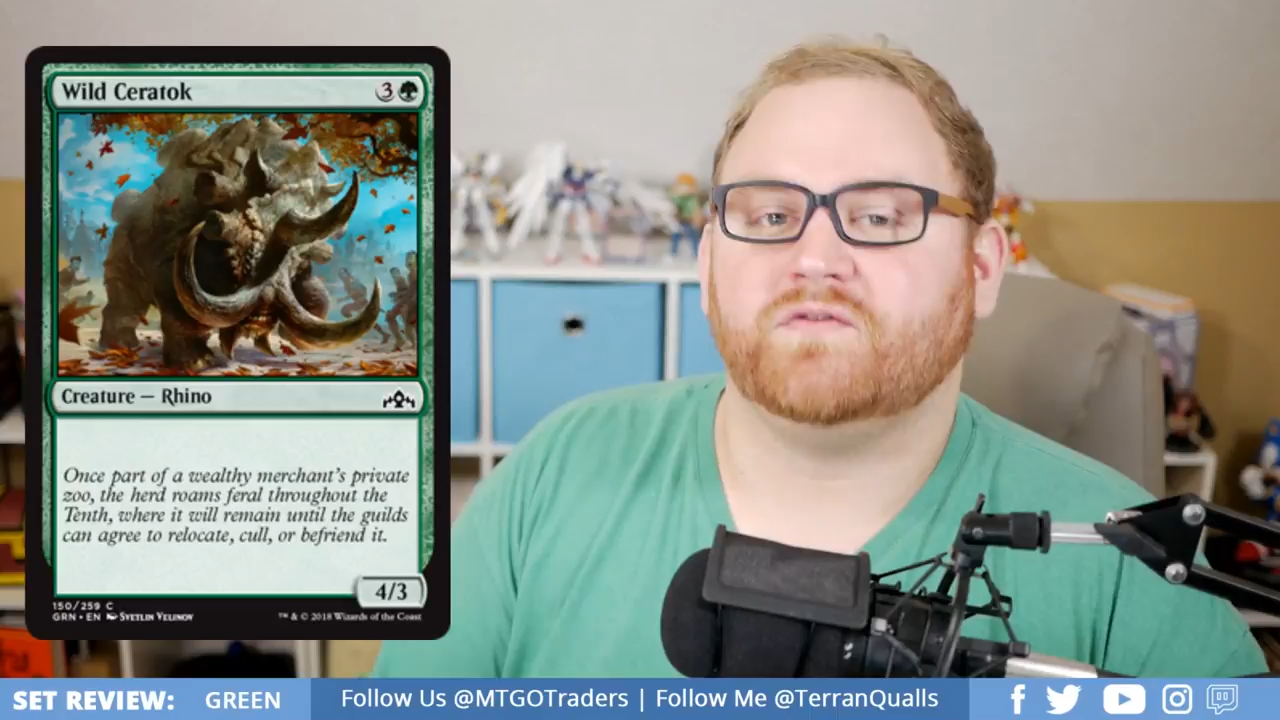 Wild Ceratok 3
Creature — Rhino
Once part of a wealthy merchant's private
zoo, the herd roams feral throughout the
Tenth, where it will remain until the guilds
can agree to relocate, cull, or befriend it.
4/3
150/259 C
GRN • EN Svetlin Velinov
™ & © 2018 Wizards of the Coast
SET REVIEW: GREEN Follow Us @MTGOTraders | Follow Me @TerranQualls